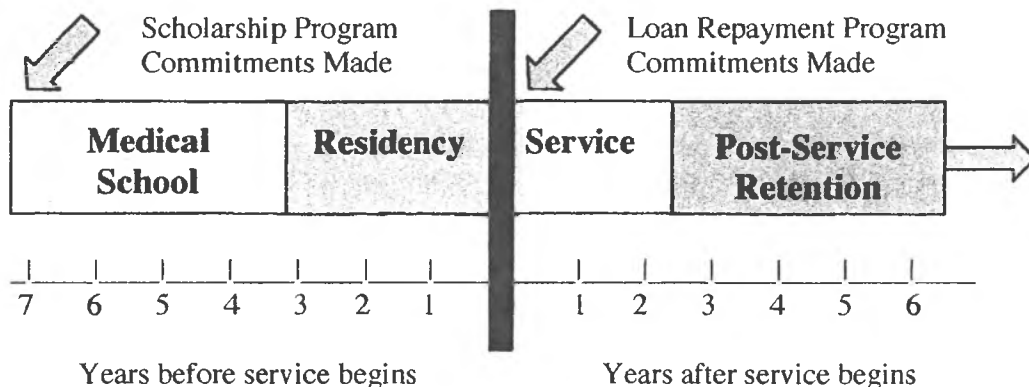 Scholarship Program
Commitments Made
Loan Repayment Program
Commitments Made
Medical
School
Residency
Service
Post-Service
Retention
7 6 5 4 3 2 1 1 2 3 4 5 6
Years before service begins
Years after service begins